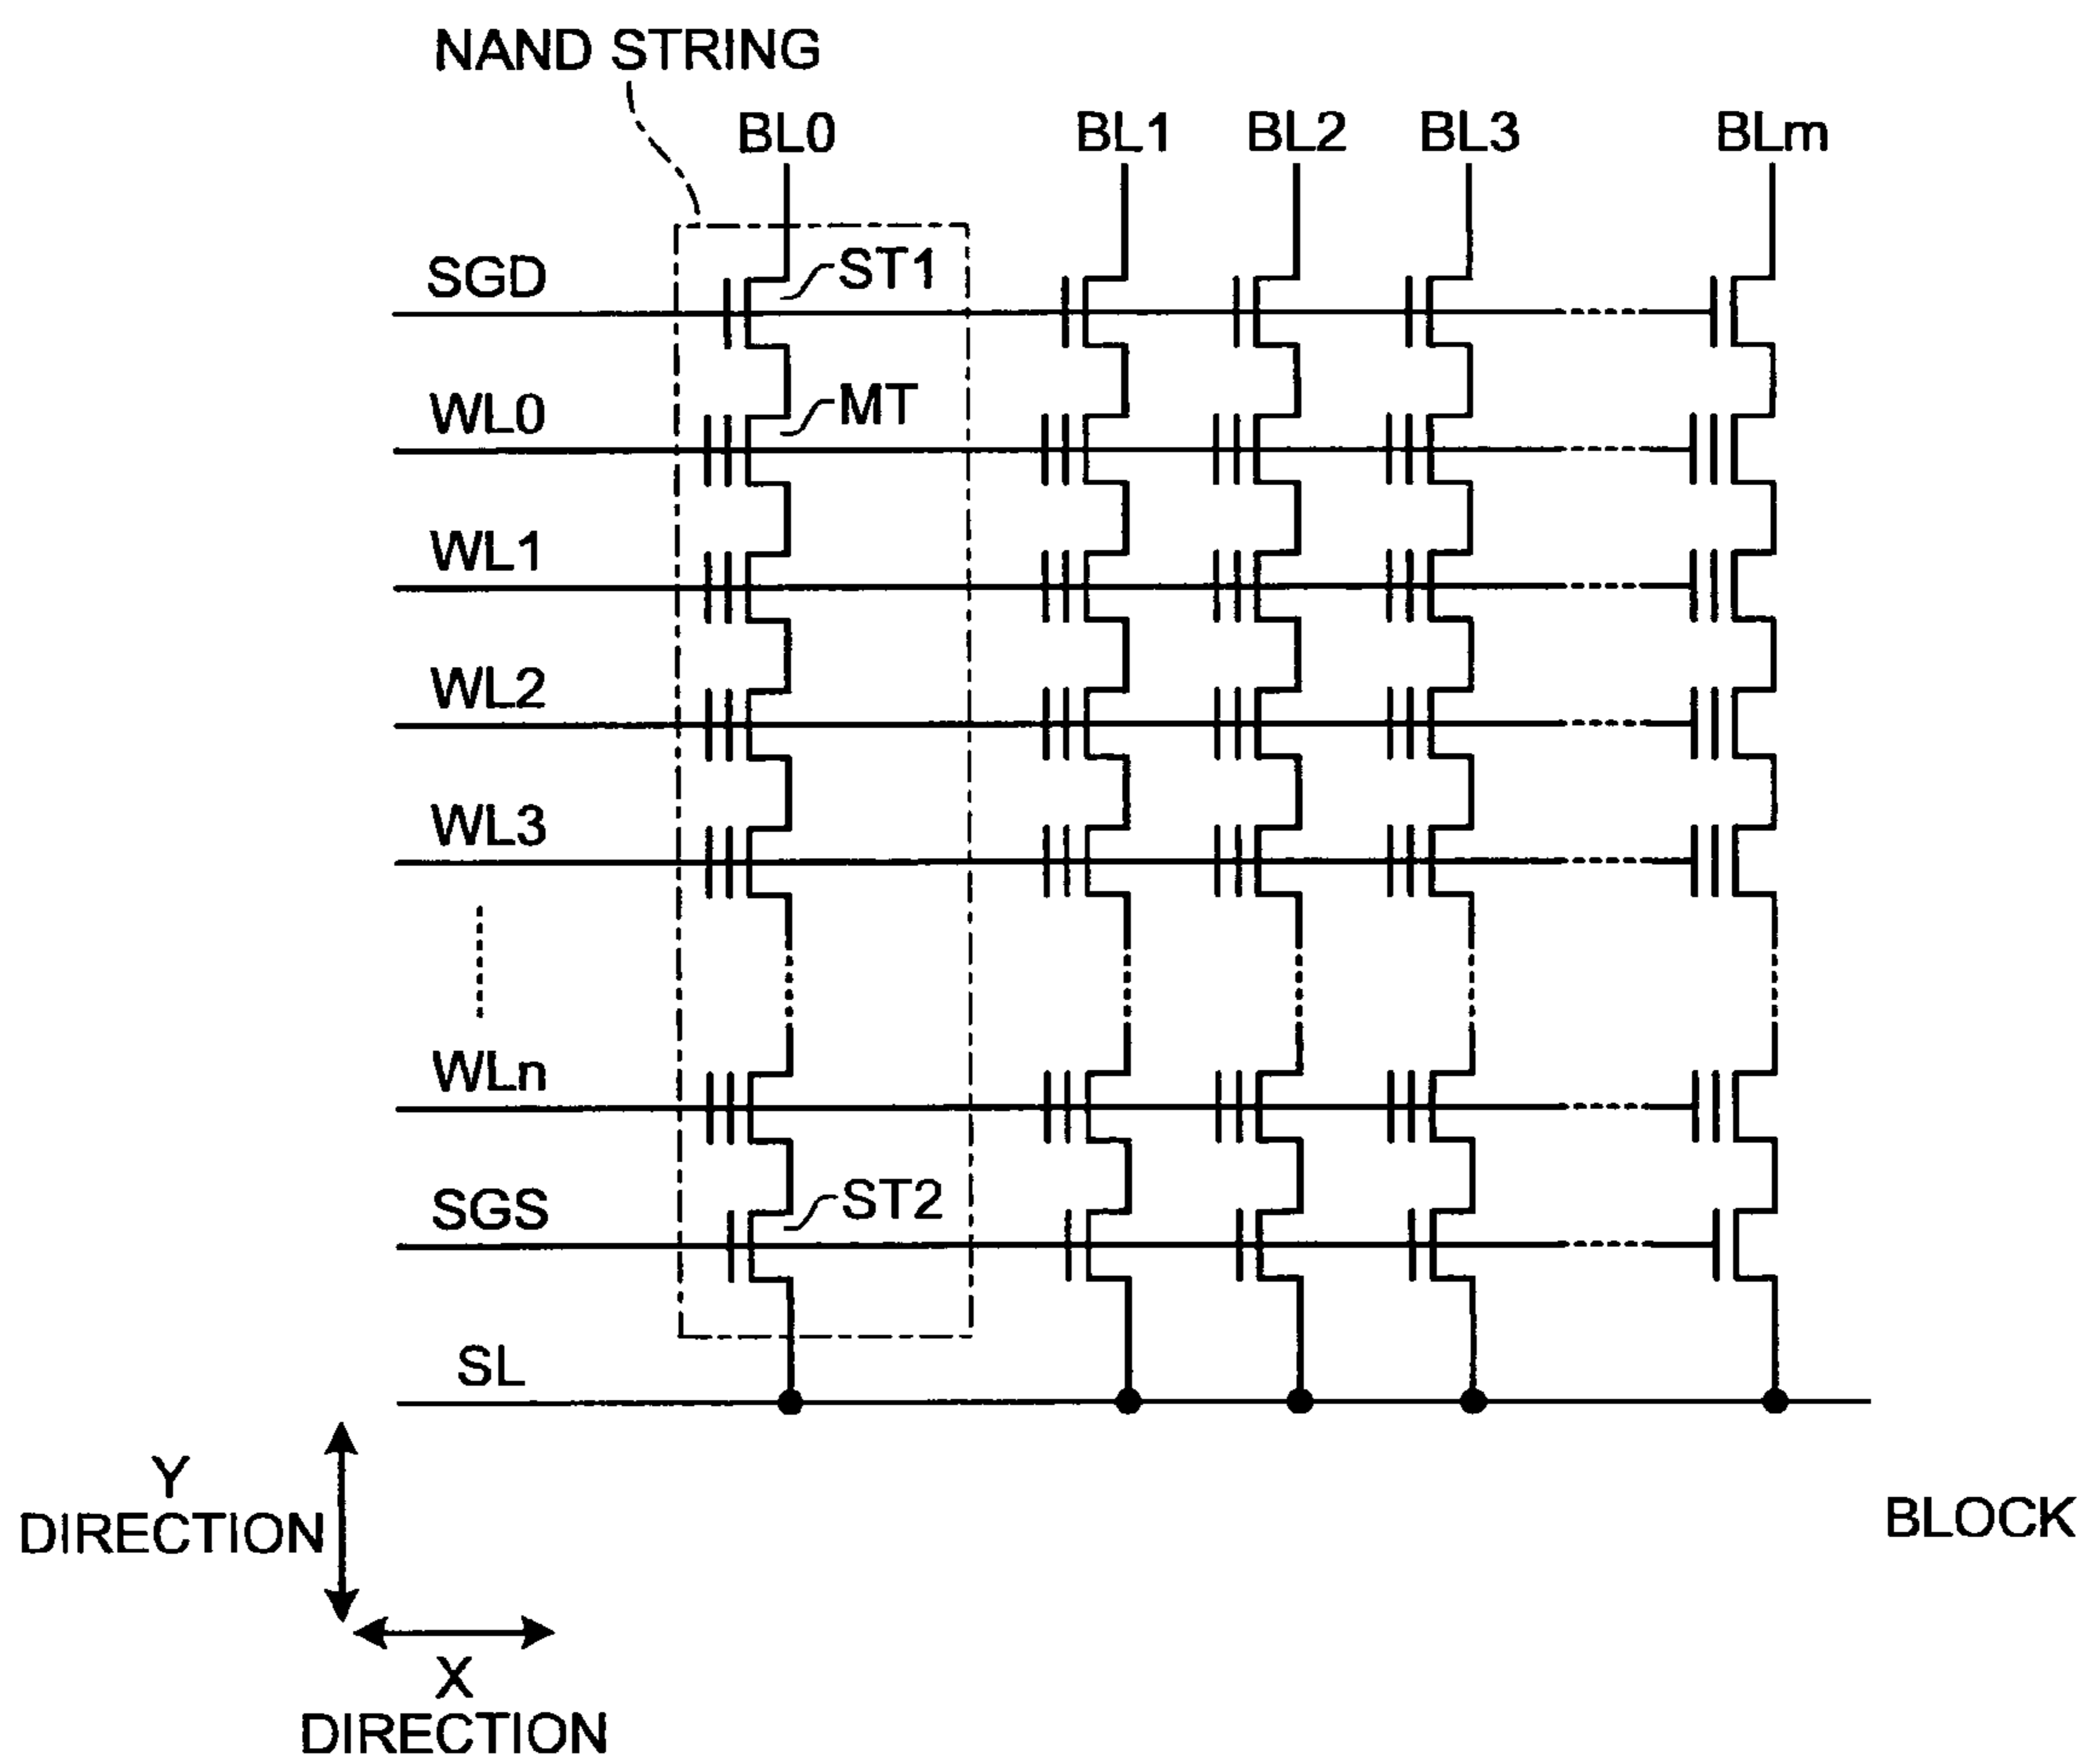 NAND STRING
BL0
BL1
BL2
BL3
BLm
SGD
ST1
WL0
MT
WL1
WL2
WL3
WLn
SGS
ST2
SL
Y
DIRECTION
BLOCK
X
DIRECTION